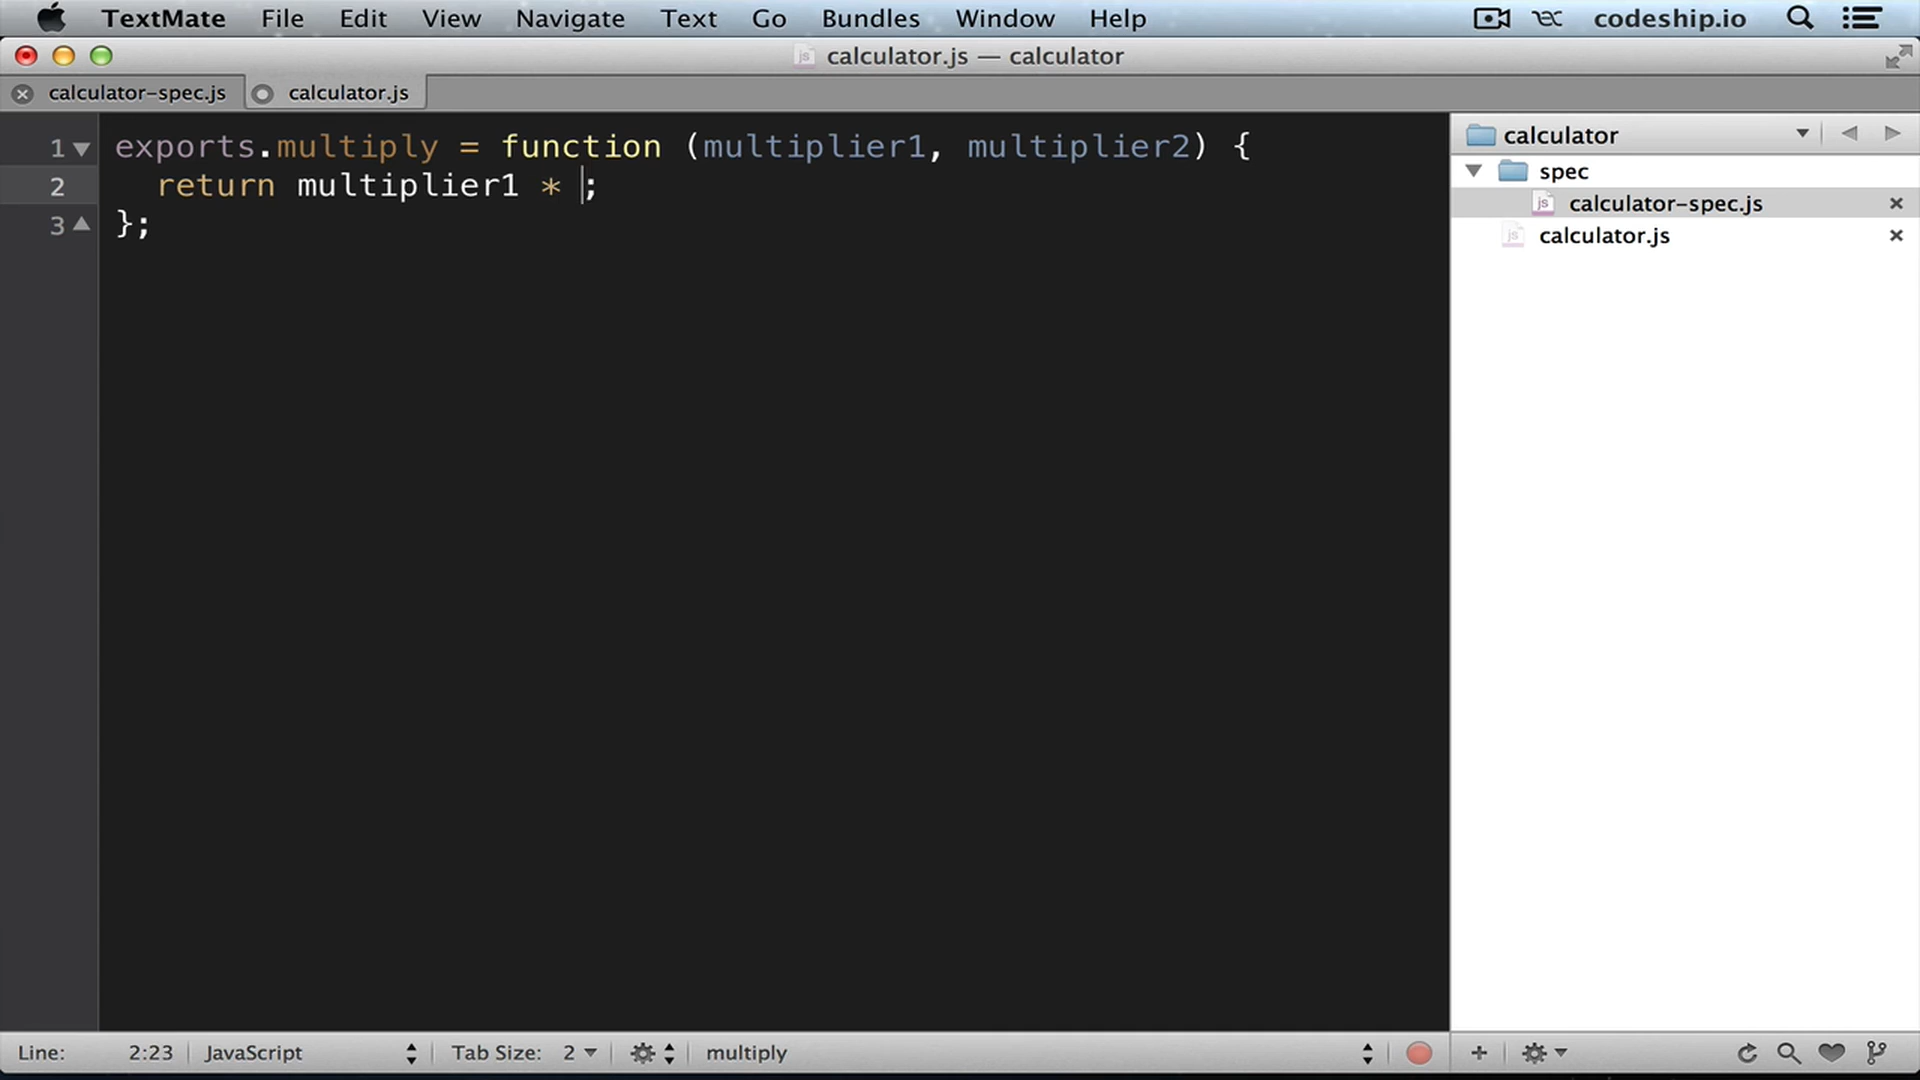 TextMate File Edit View Navigate Text Go Bundles Window Help codeship.io
calculator.js — calculator
calculator-spec.js calculator.js
1 exports.multiply = function (multiplier1, multiplier2) {
2 return multiplier1 * ;
3 };
calculator
spec
js calculator-spec.js
js calculator.js
Line: 2:23 JavaScript Tab Size: 2 multiply